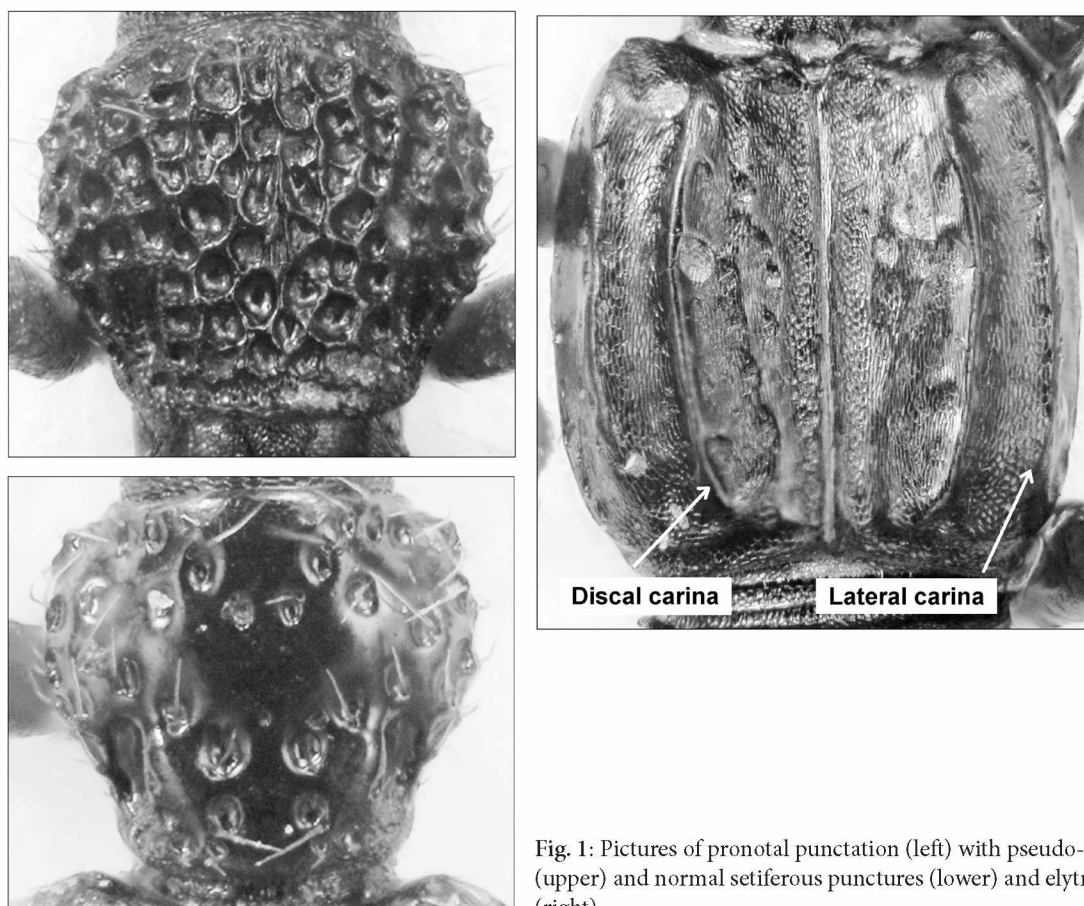 Discal carina
Lateral carina
Fig. 1: Pictures of pronotal punctation (left) with pseudo-
(upper) and normal setiferous punctures (lower) and elytr
(right)